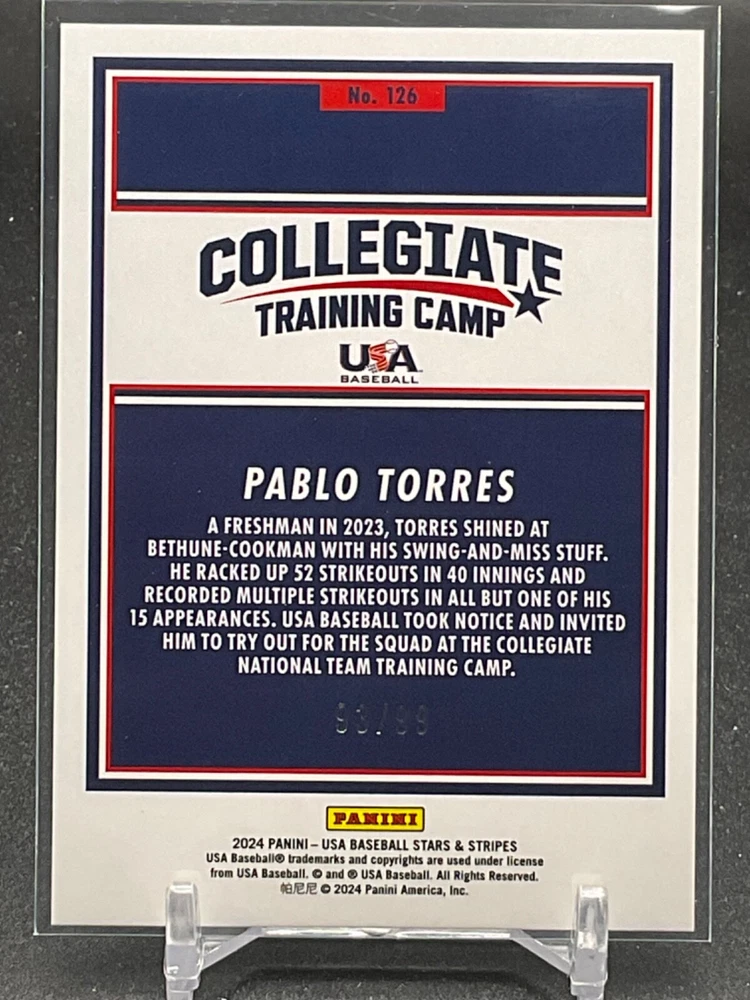 No. 126
COLLEGIATE
TRAINING CAMP
USA
BASEBALL
PABLO TORRES
A FRESHMAN IN 2023, TORRES SHINED AT
BETHUNE-COOKMAN WITH HIS SWING-AND-MISS STUFF.
HE RACKED UP 52 STRIKEOUTS IN 40 INNINGS AND
RECORDED MULTIPLE STRIKEOUTS IN ALL BUT ONE OF HIS
15 APPEARANCES. USA BASEBALL TOOK NOTICE AND INVITED
HIM TO TRY OUT FOR THE SQUAD AT THE COLLEGIATE
NATIONAL TEAM TRAINING CAMP.
93/99
PANINI
2024 PANINI – USA BASEBALL STARS & STRIPES
USA Baseball® trademarks and copyrights are used under license
from USA Baseball. © and ® USA Baseball. All Rights Reserved.
帕尼尼 © 2024 Panini America, Inc.